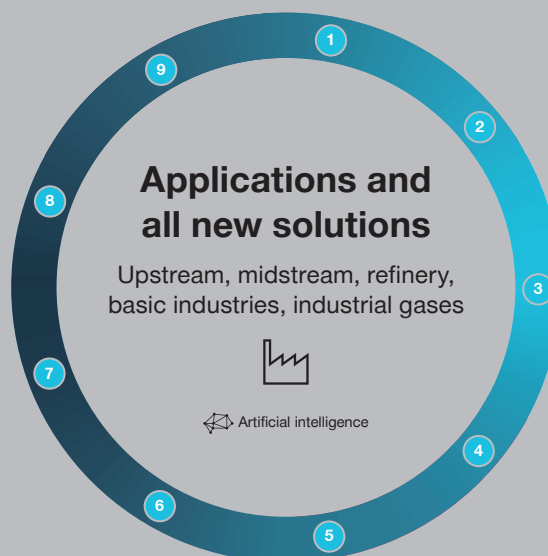 1
9
2
Applications and
all new solutions
8
Upstream, midstream, refinery,
basic industries, industrial gases
3
7
Artificial intelligence
4
6
5